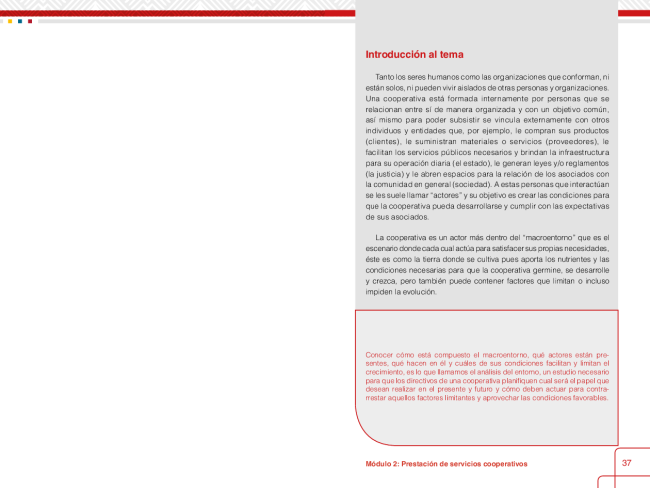 Introducción al tema
Tanto los seres humanos como las organizaciones que conforman, ni
están solos, ni pueden vivir aislados de otras personas y organizaciones.
Una cooperativa está formada internamente por personas que se
relacionan entre sí de manera organizada y con un objetivo común,
así mismo para poder subsistir se vincula externamente con otros
individuos y entidades que, por ejemplo, le compran sus productos
(clientes), le suministran materiales o servicios (proveedores), le
facilitan los servicios públicos necesarios y brindan la infraestructura
para su operación diaria (el estado), le generan leyes y/o reglamentos
(la justicia) y le abren espacios para la relación de los asociados con
la comunidad en general (sociedad). A estas personas que interactúan
se les suele llamar “actores” y su objetivo es crear las condiciones para
que la cooperativa pueda desarrollarse y cumplir con las expectativas
de sus asociados.
La cooperativa es un actor más dentro del “macroentorno” que es el
escenario donde cada cual actúa para satisfacer sus propias necesidades,
éste es como la tierra donde se cultiva pues aporta los nutrientes y las
condiciones necesarias para que la cooperativa germine, se desarrolle
y crezca, pero también puede contener factores que limitan o incluso
impiden la evolución.
Conocer cómo está compuesto el macroentorno, qué actores están pre-
sentes, qué hacen en él y cuáles de sus condiciones facilitan y limitan el
crecimiento, es lo que llamamos el análisis del entorno, un estudio necesario
para que los directivos de una cooperativa planifiquen cual será el papel que
desean realizar en el presente y futuro y cómo deben actuar para contra-
rrestar aquellos factores limitantes y aprovechar las condiciones favorables.
Módulo 2: Prestación de servicios cooperativos
37